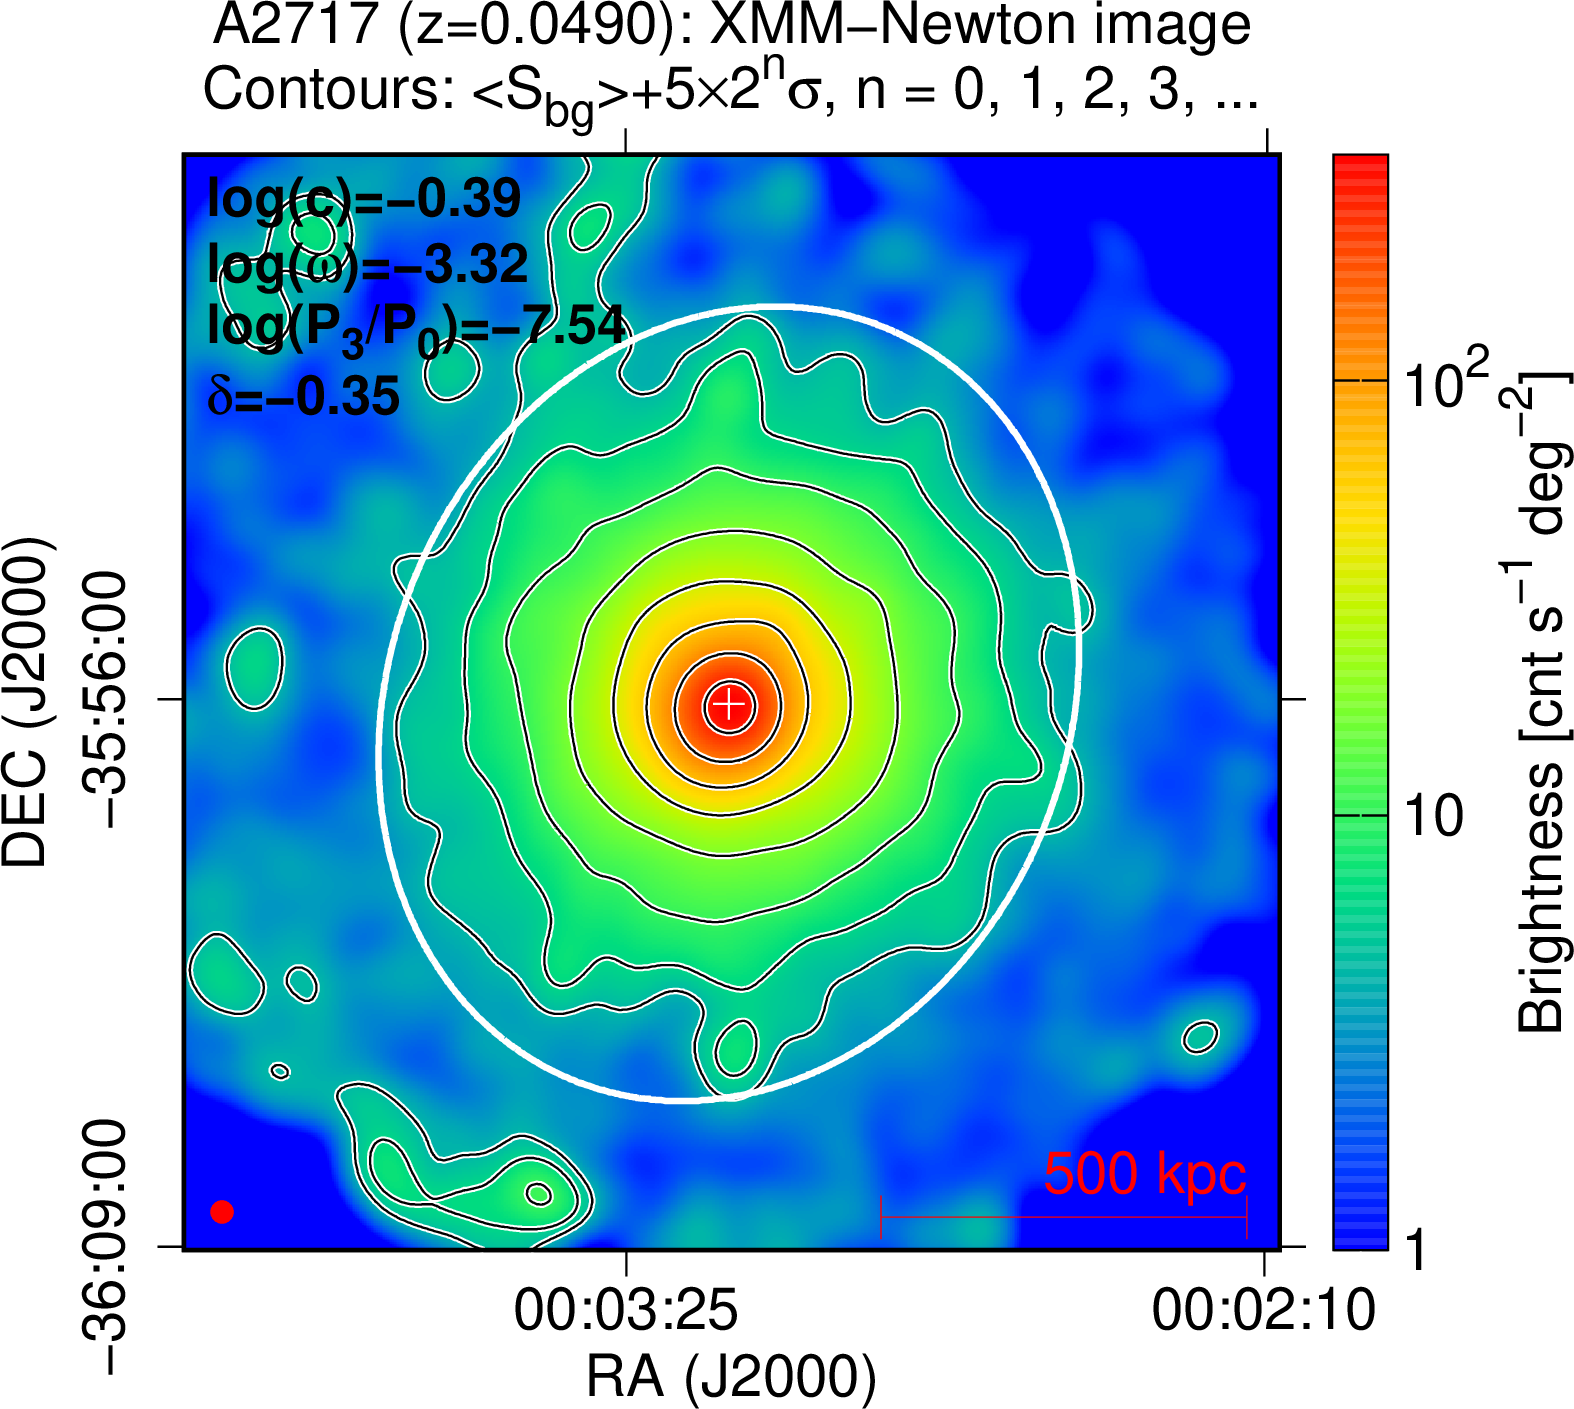 A2717 (z=0.0490): XMM−Newton image
Contours: <S_bg>+5×2^nσ, n = 0, 1, 2, 3, ...
log(c)=−0.39
log(ω)=−3.32
log(P_3/P_0)=−7.54
δ=−0.35
500 kpc
DEC (J2000)
−35:56:00
−36:09:00
00:03:25
00:02:10
RA (J2000)
10^2
10
1
Brightness [cnt s^−1 deg^−2]